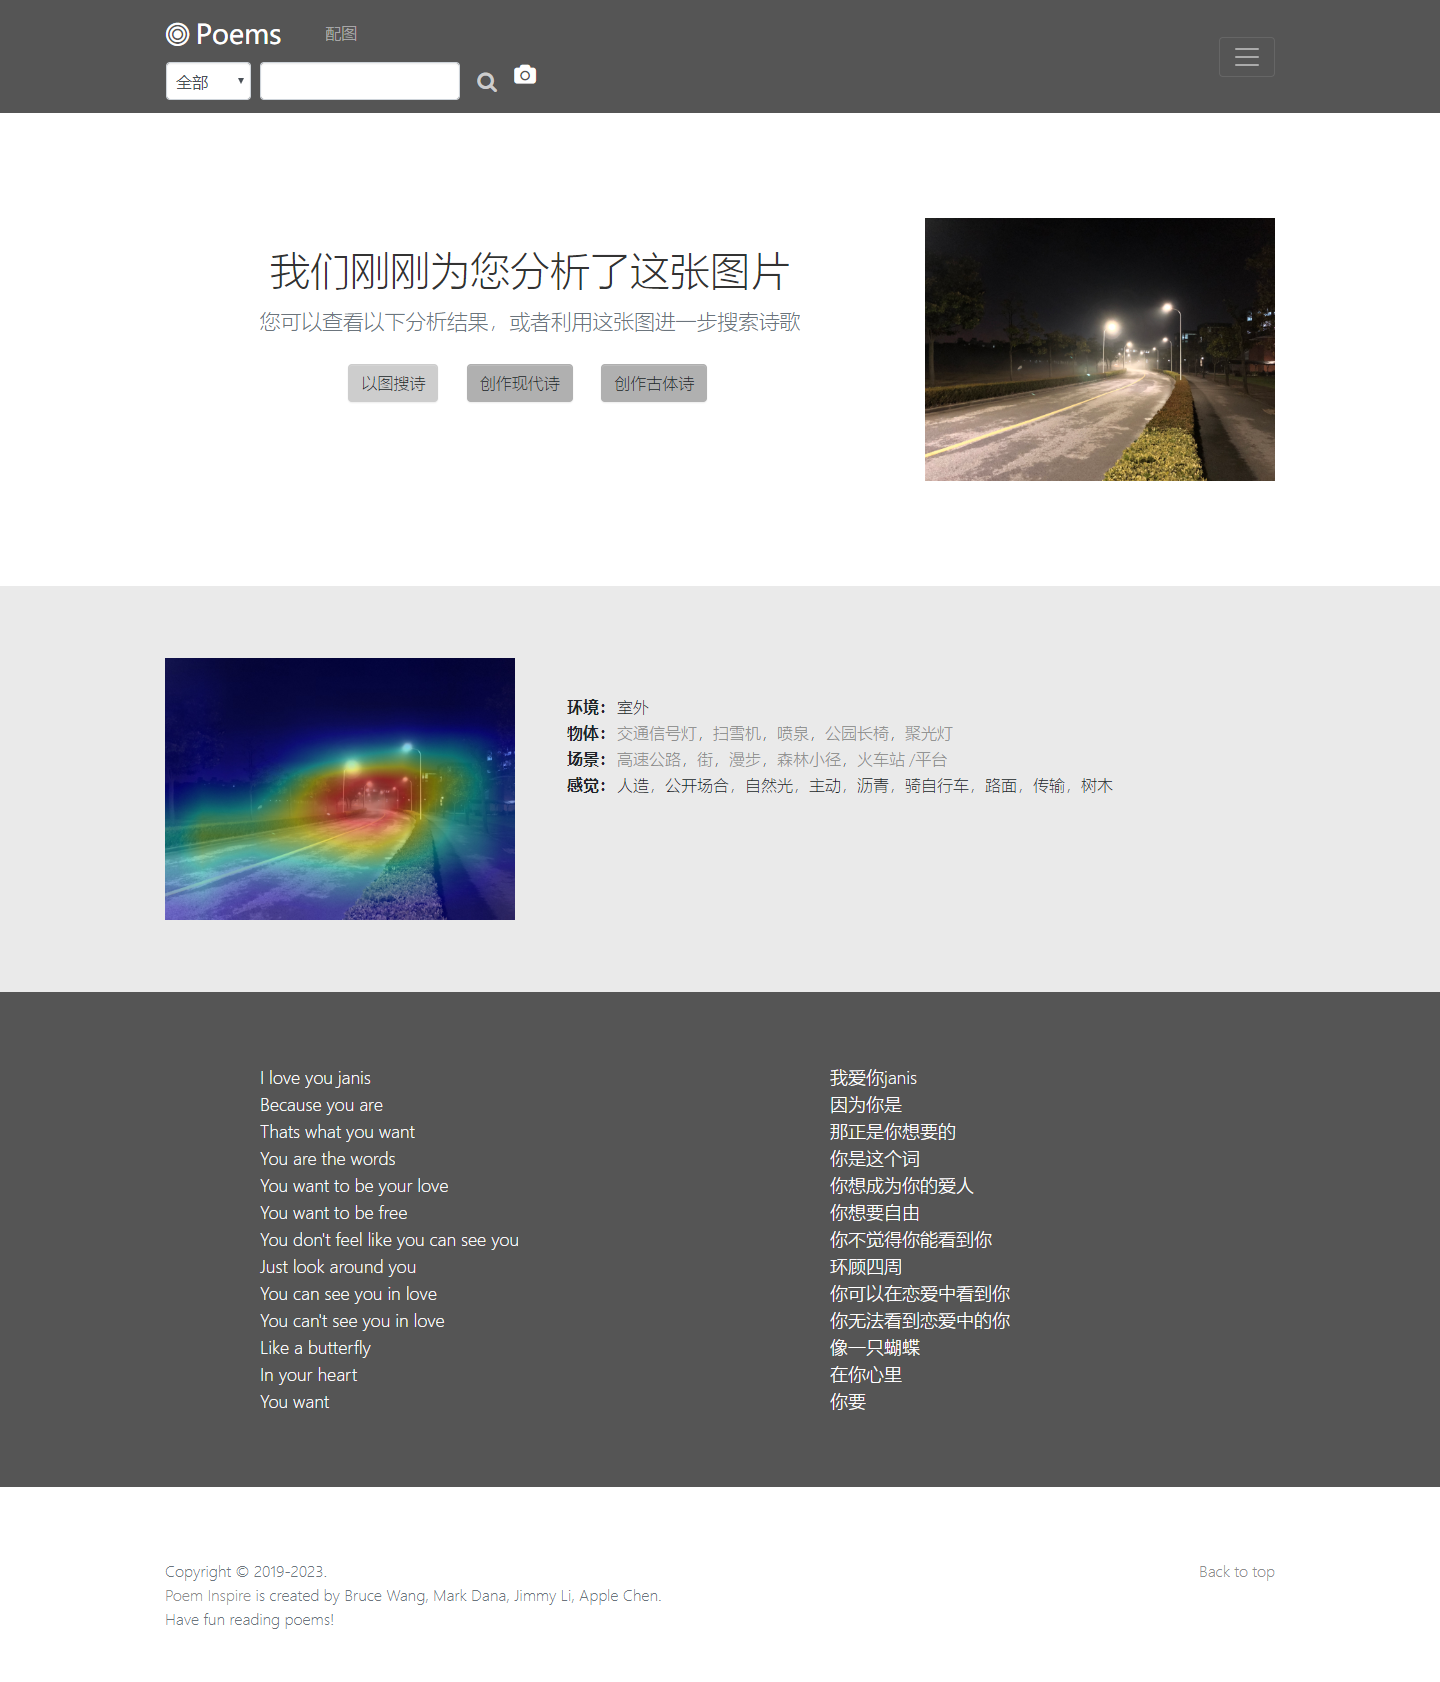 Poems
配图
全部
我们刚刚为您分析了这张图片
您可以查看以下分析结果，或者利用这张图进一步搜索诗歌
以图搜诗
创作现代诗
创作古体诗
环境：室外
物体：交通信号灯，扫雪机，喷泉，公园长椅，聚光灯
场景：高速公路，街，漫步，森林小径，火车站 /平台
感觉：人造，公开场合，自然光，主动，沥青，骑自行车，路面，传输，树木
I love you janis
Because you are
Thats what you want
You are the words
You want to be your love
You want to be free
You don't feel like you can see you
Just look around you
You can see you in love
You can't see you in love
Like a butterfly
In your heart
You want
我爱你janis
因为你是
那正是你想要的
你是这个词
你想成为你的爱人
你想要自由
你不觉得你能看到你
环顾四周
你可以在恋爱中看到你
你无法看到恋爱中的你
像一只蝴蝶
在你心里
你要
Copyright © 2019-2023.
Poem Inspire is created by Bruce Wang, Mark Dana, Jimmy Li, Apple Chen.
Have fun reading poems!
Back to top